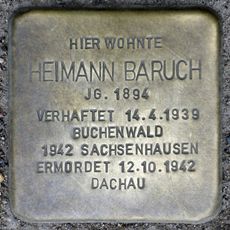 HIER WOHNTE
HEIMANN BARUCH
JG. 1894
VERHAFTET 14.4.1939
BUCHENWALD
1942 SACHSENHAUSEN
ERMORDET 12.10.1942
DACHAU